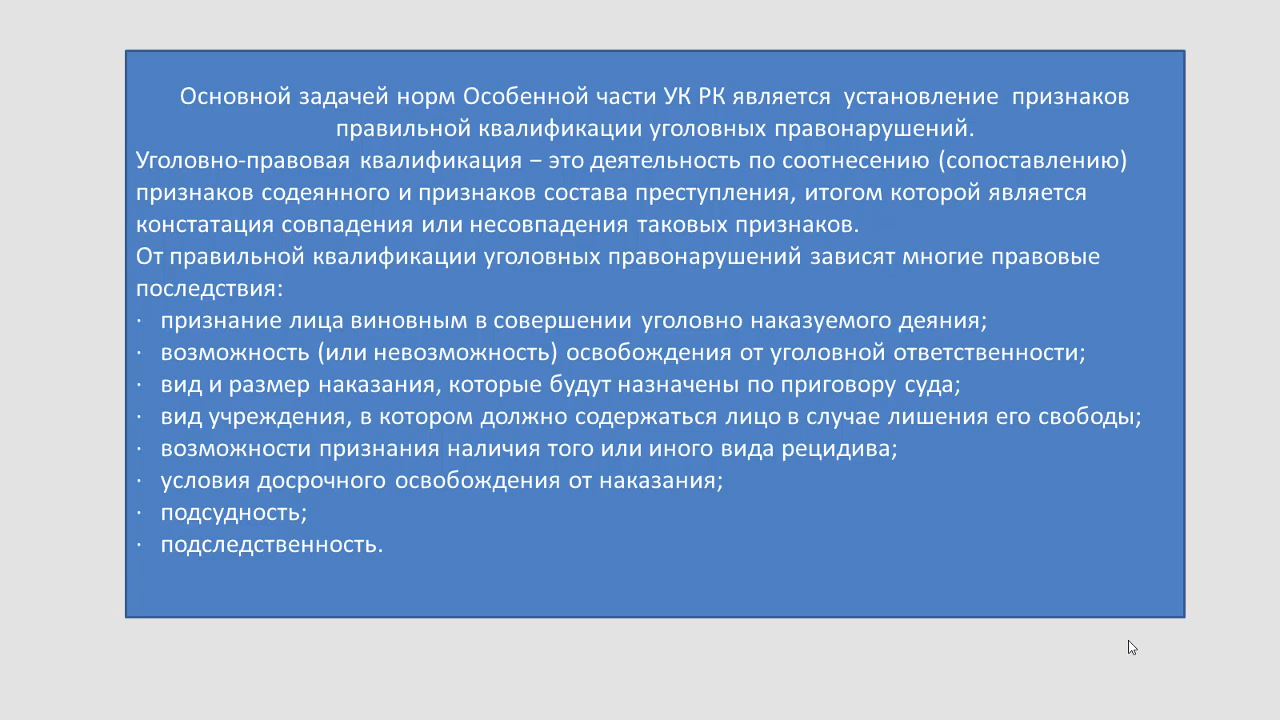 Основной задачей норм Особенной части УК РК является  установление  признаков
правильной квалификации уголовных правонарушений.
Уголовно-правовая квалификация – это деятельность по соотнесению (сопоставлению)
признаков содеянного и признаков состава преступления, итогом которой является
констатация совпадения или несовпадения таковых признаков.
От правильной квалификации уголовных правонарушений зависят многие правовые
последствия:
· признание лица виновным в совершении уголовно наказуемого деяния;
· возможность (или невозможность) освобождения от уголовной ответственности;
· вид и размер наказания, которые будут назначены по приговору суда;
· вид учреждения, в котором должно содержаться лицо в случае лишения его свободы;
· возможности признания наличия того или иного вида рецидива;
· условия досрочного освобождения от наказания;
· подсудность;
· подследственность.